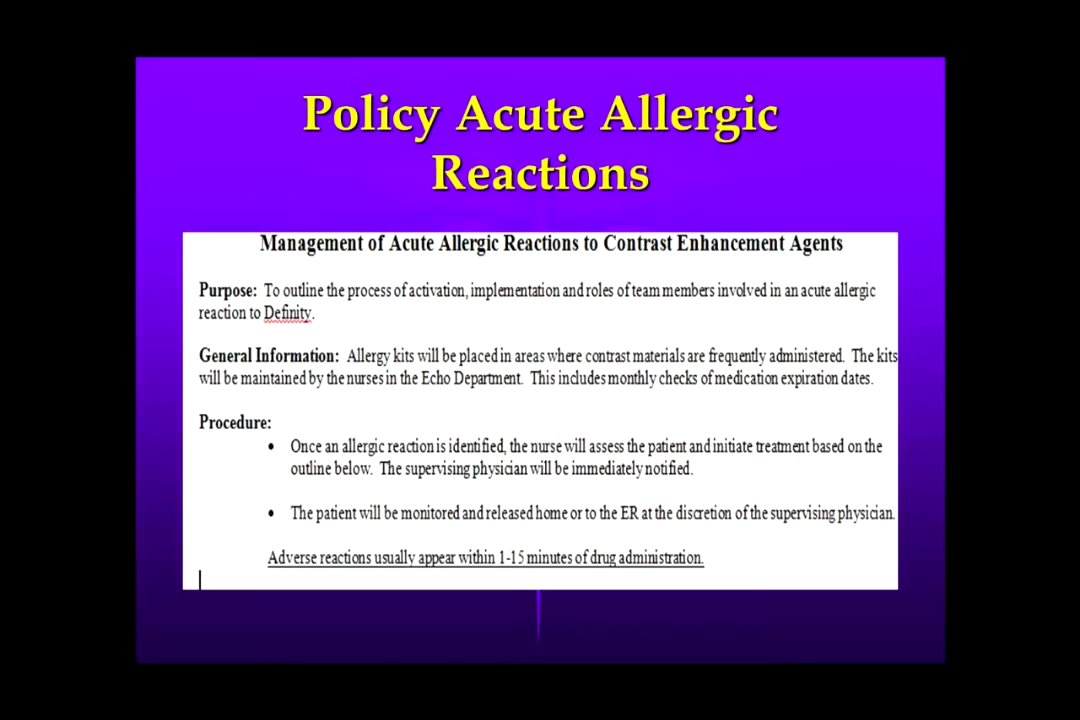 Policy Acute Allergic
Reactions
Management of Acute Allergic Reactions to Contrast Enhancement Agents
Purpose: To outline the process of activation, implementation and roles of team members involved in an acute allergic
reaction to Definity.
General Information: Allergy kits will be placed in areas where contrast materials are frequently administered. The kits
will be maintained by the nurses in the Echo Department. This includes monthly checks of medication expiration dates.
Procedure:
• Once an allergic reaction is identified, the nurse will assess the patient and initiate treatment based on the
outline below. The supervising physician will be immediately notified.
• The patient will be monitored and released home or to the ER at the discretion of the supervising physician.
Adverse reactions usually appear within 1-15 minutes of drug administration.